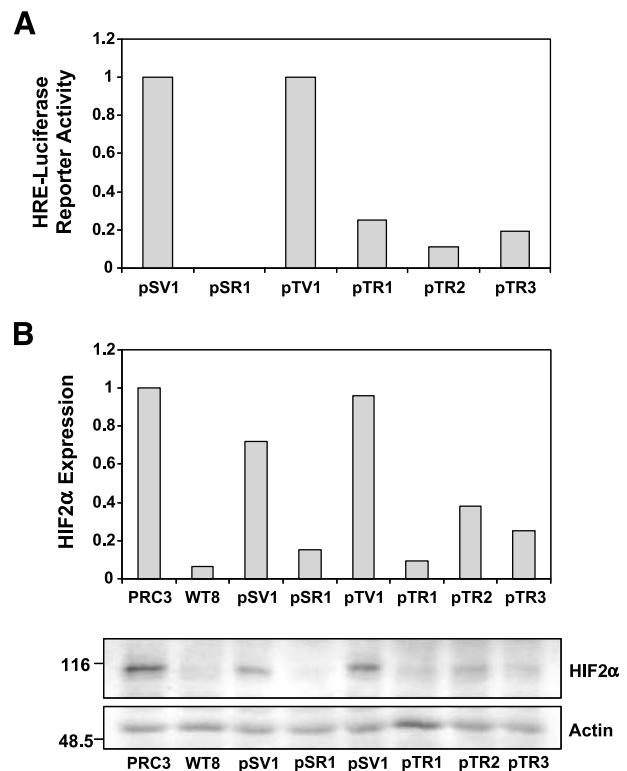 A
HRE-Luciferase
Reporter Activity
1.2
1
0.8
0.6
0.4
0.2
0
pSV1 pSR1 pTV1 pTR1 pTR2 pTR3
B
HIF2α Expression
1.2
1
0.8
0.6
0.4
0.2
0
PRC3 WT8 pSV1 pSR1 pTV1 pTR1 pTR2 pTR3
116
HIF2α
48.5
Actin
PRC3 WT8 pSV1 pSR1 pSV1 pTR1 pTR2 pTR3